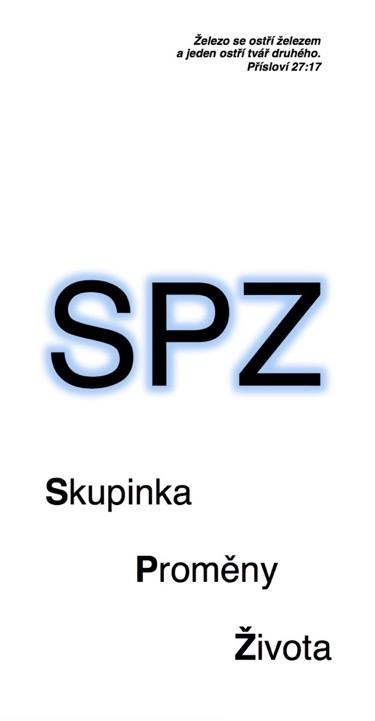 Železo se ostří železem
a jeden ostří tvář druhého.
Přísloví 27:17
SPZ
Skupinka
Proměny
Života